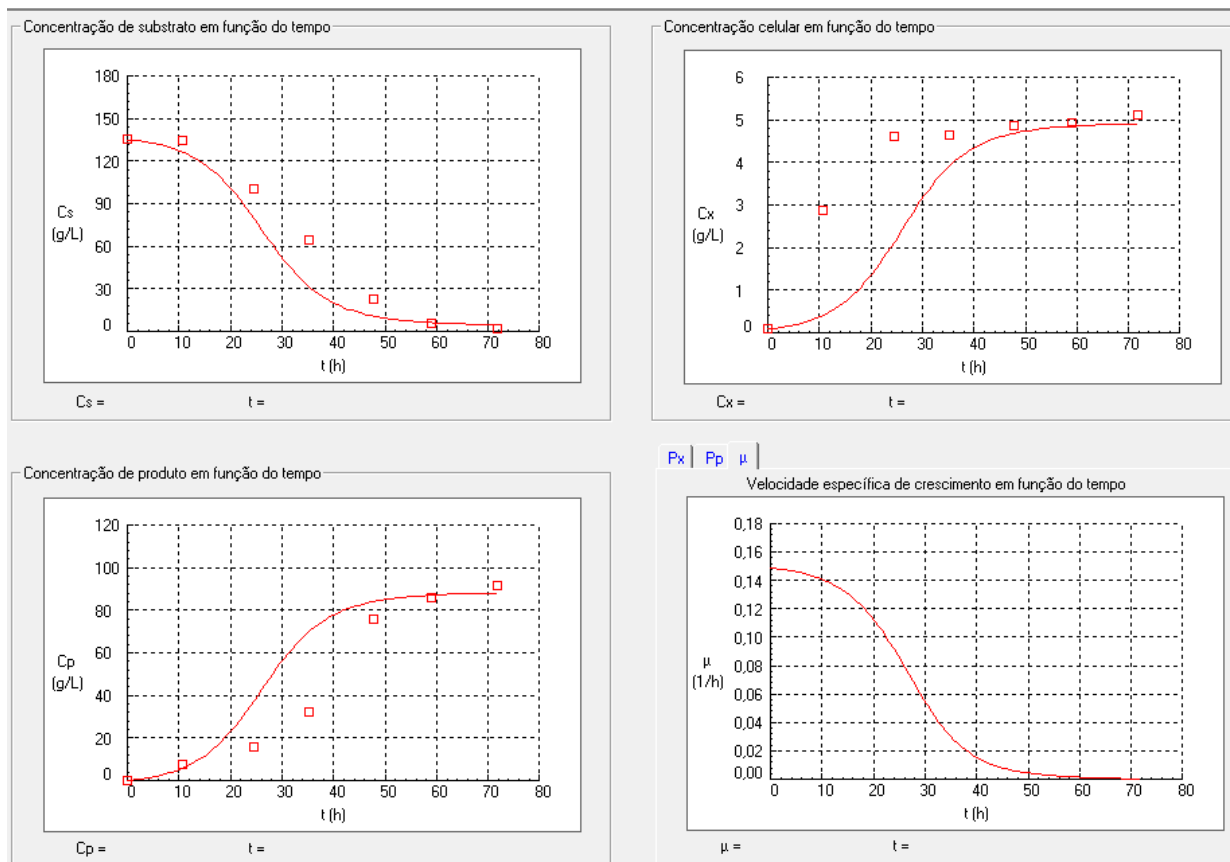 Concentração de substrato em função do tempo
180
150
120
90
60
30
0
Cs
(g/L)
0 10 20 30 40 50 60 70 80
t (h)
Cs = t =
Concentração celular em função do tempo
6
5
4
3
2
1
0
Cx
(g/L)
0 10 20 30 40 50 60 70 80
t (h)
Cx = t =
Concentração de produto em função do tempo
120
100
80
60
40
20
0
Cp
(g/L)
0 10 20 30 40 50 60 70 80
t (h)
Cp = t =
Px Pp µ
Velocidade específica de crescimento em função do tempo
0,18
0,16
0,14
0,12
0,10
0,08
0,06
0,04
0,02
0,00
µ
(1/h)
0 10 20 30 40 50 60 70 80
t (h)
µ = t =